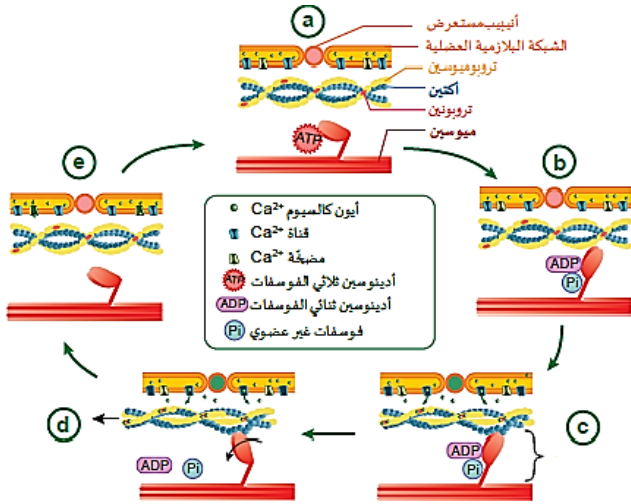 a
أنيبيب مستعرض
الشبكة البلازمية العضلية
تروبوميوسين
أكتين
تروبونين
ميوسين
ATP
e
b
أيون كالسيوم Ca²⁺
قناة Ca²⁺
مضخّة Ca²⁺
ATP أدينوسين ثلاثي الفوسفات
ADP أدينوسين ثنائي الفوسفات
Pi فوسفات غير عضوي
ADP
Pi
d
ADP
Pi
ADP
Pi
c